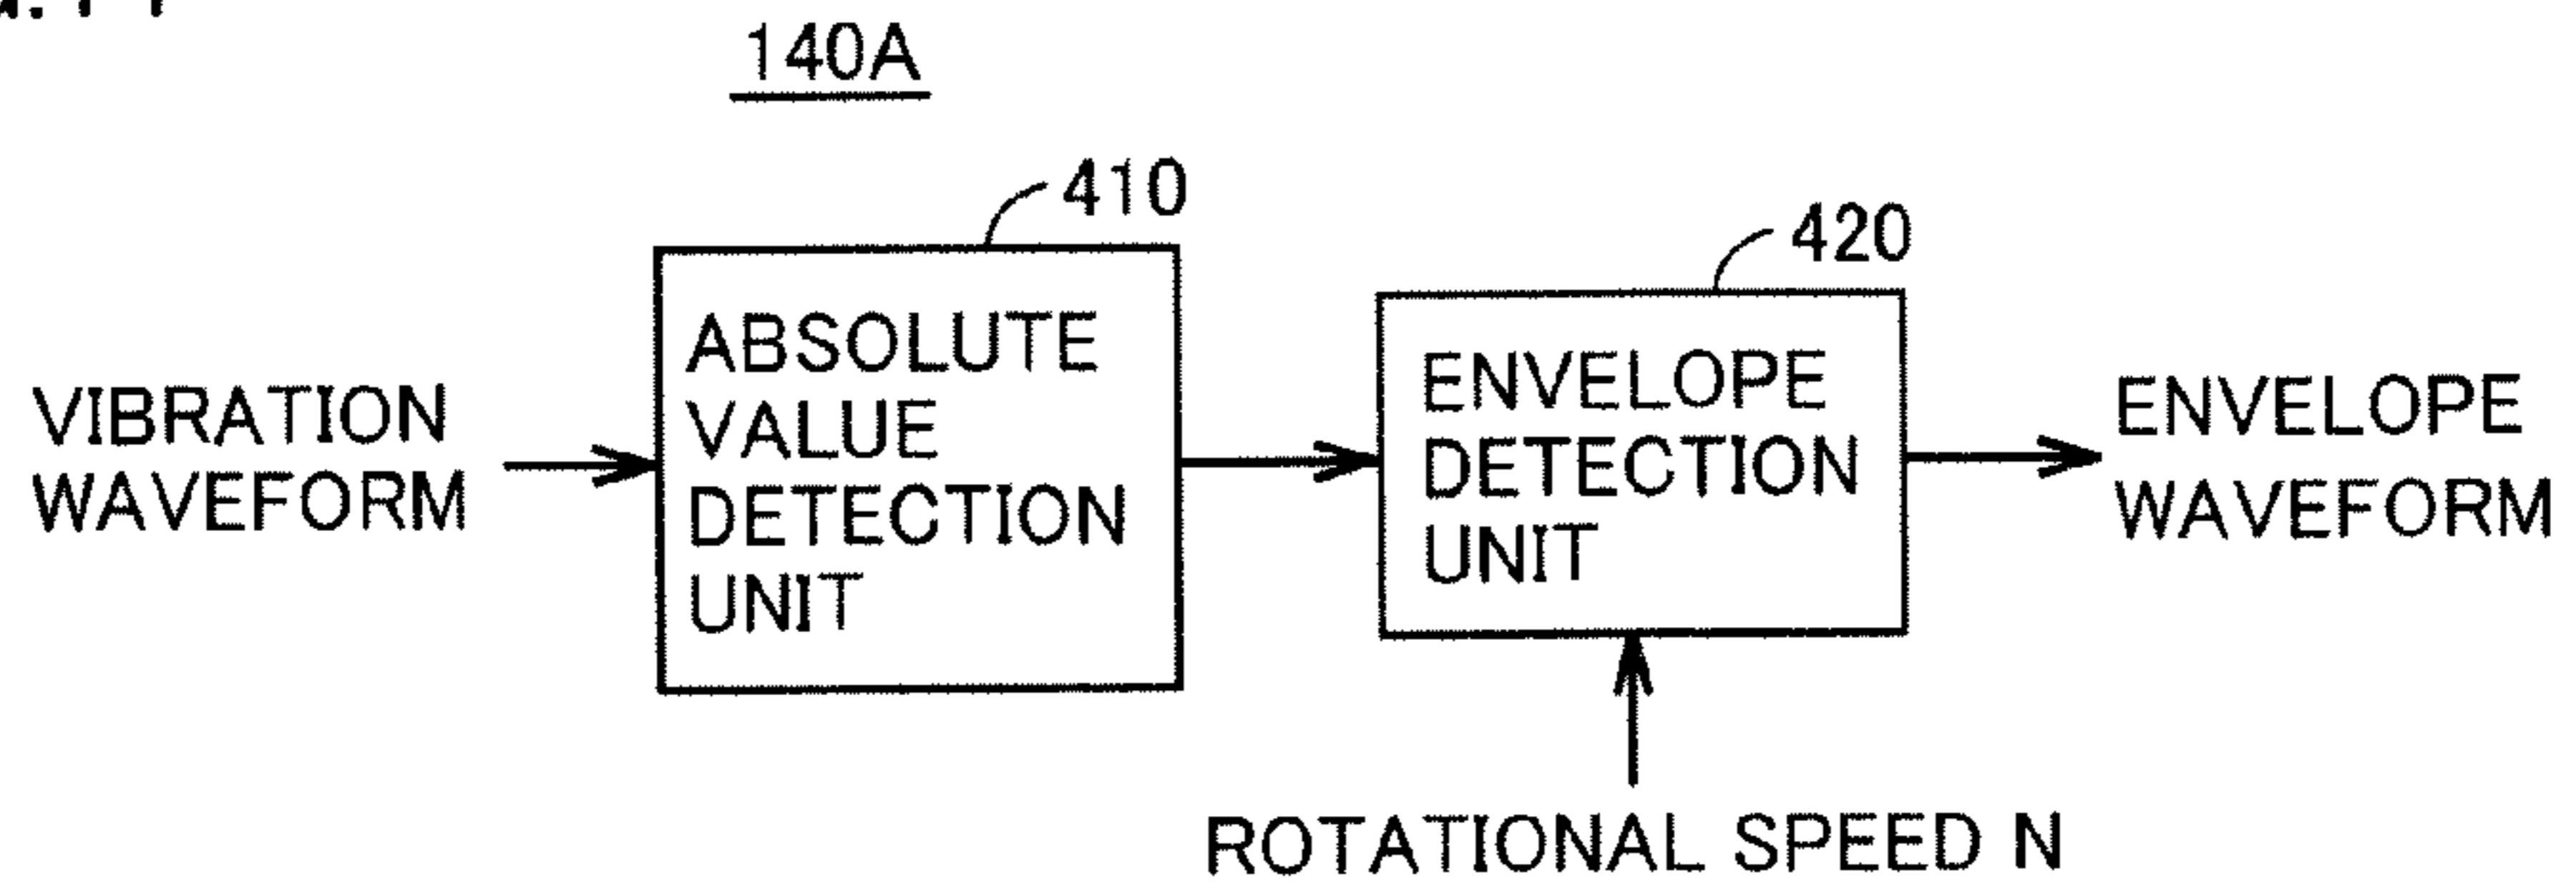 140A
410
420
ABSOLUTE
VALUE
DETECTION
UNIT
ENVELOPE
DETECTION
UNIT
VIBRATION
WAVEFORM
ENVELOPE
WAVEFORM
ROTATIONAL SPEED N